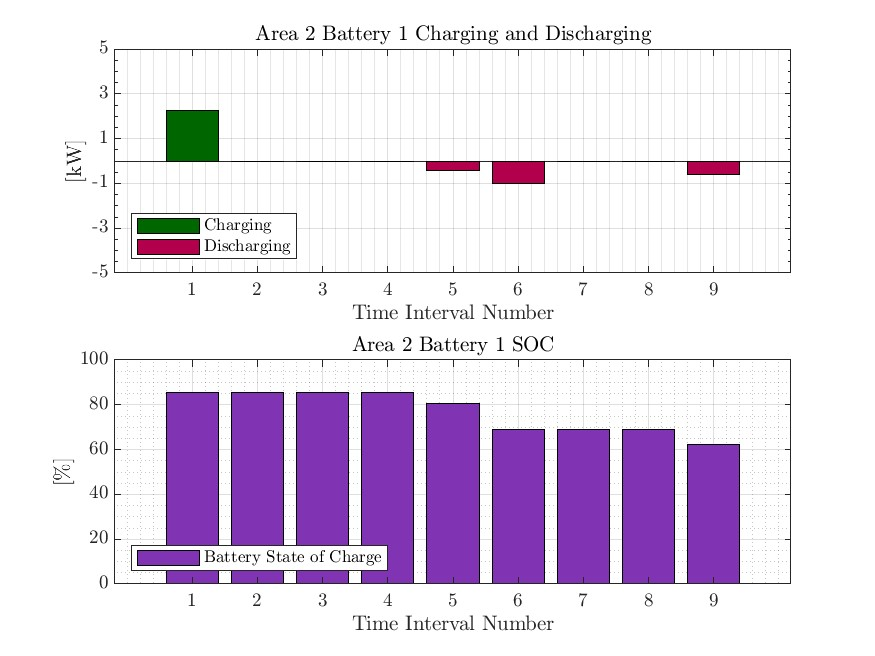 Area 2 Battery 1 Charging and Discharging
5
3
1
-1
-3
-5
[kW]
Charging
Discharging
1 2 3 4 5 6 7 8 9
Time Interval Number
Area 2 Battery 1 SOC
100
80
60
40
20
0
[%]
Battery State of Charge
1 2 3 4 5 6 7 8 9
Time Interval Number